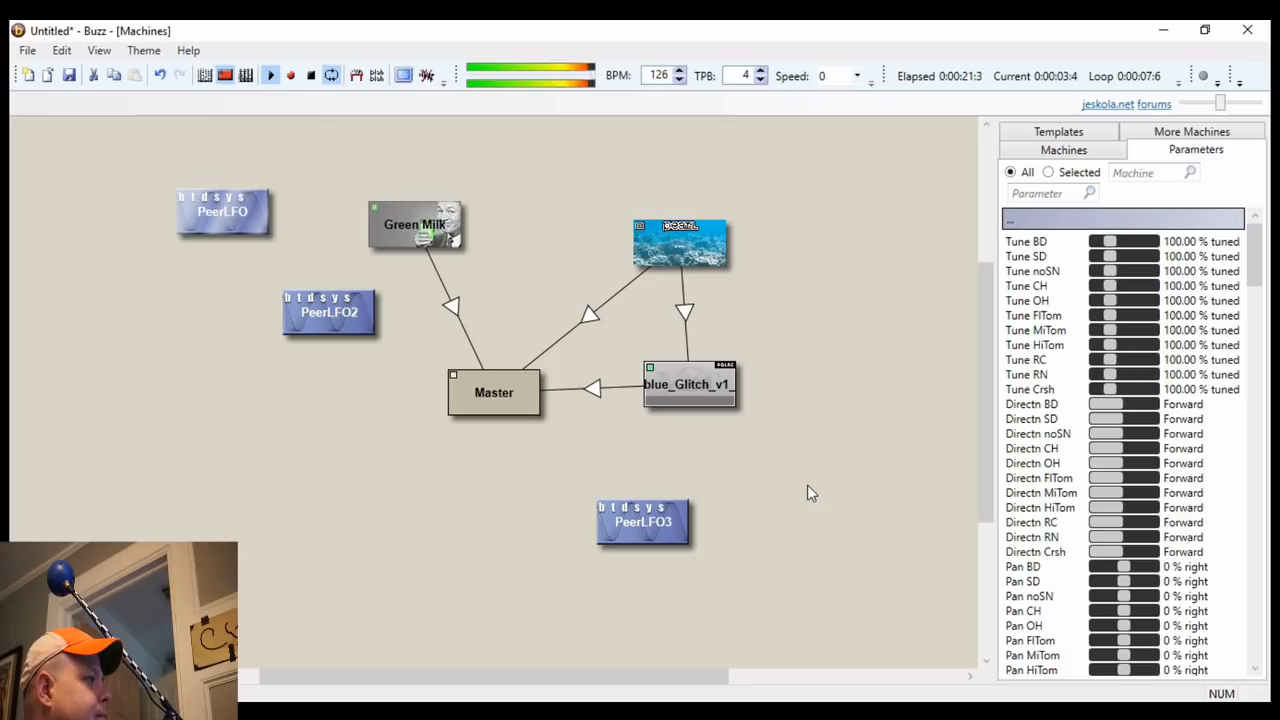 Untitled* - Buzz - [Machines]
File Edit View Theme Help
BPM: 126 TPB: 4 Speed: 0 Elapsed 0:00:21:3 Current 0:00:03:4 Loop 0:00:07:6
jeskola.net forums
Templates More Machines
Machines Parameters
All Selected Machine
Parameter
...
Tune BD 100.00 % tuned
Tune SD 100.00 % tuned
Tune noSN 100.00 % tuned
Tune CH 100.00 % tuned
Tune OH 100.00 % tuned
Tune FlTom 100.00 % tuned
Tune MiTom 100.00 % tuned
Tune HiTom 100.00 % tuned
Tune RC 100.00 % tuned
Tune RN 100.00 % tuned
Tune Crsh 100.00 % tuned
Directn BD Forward
Directn SD Forward
Directn noSN Forward
Directn CH Forward
Directn OH Forward
Directn FlTom Forward
Directn MiTom Forward
Directn HiTom Forward
Directn RC Forward
Directn RN Forward
Directn Crsh Forward
Pan BD 0 % right
Pan SD 0 % right
Pan noSN 0 % right
Pan CH 0 % right
Pan OH 0 % right
Pan FlTom 0 % right
Pan MiTom 0 % right
Pan HiTom 0 % right
btdsys
PeerLFO
Green Milk
pearl
btdsys
PeerLFO2
Master
blue_Glitch_v1_
btdsys
PeerLFO3
NUM